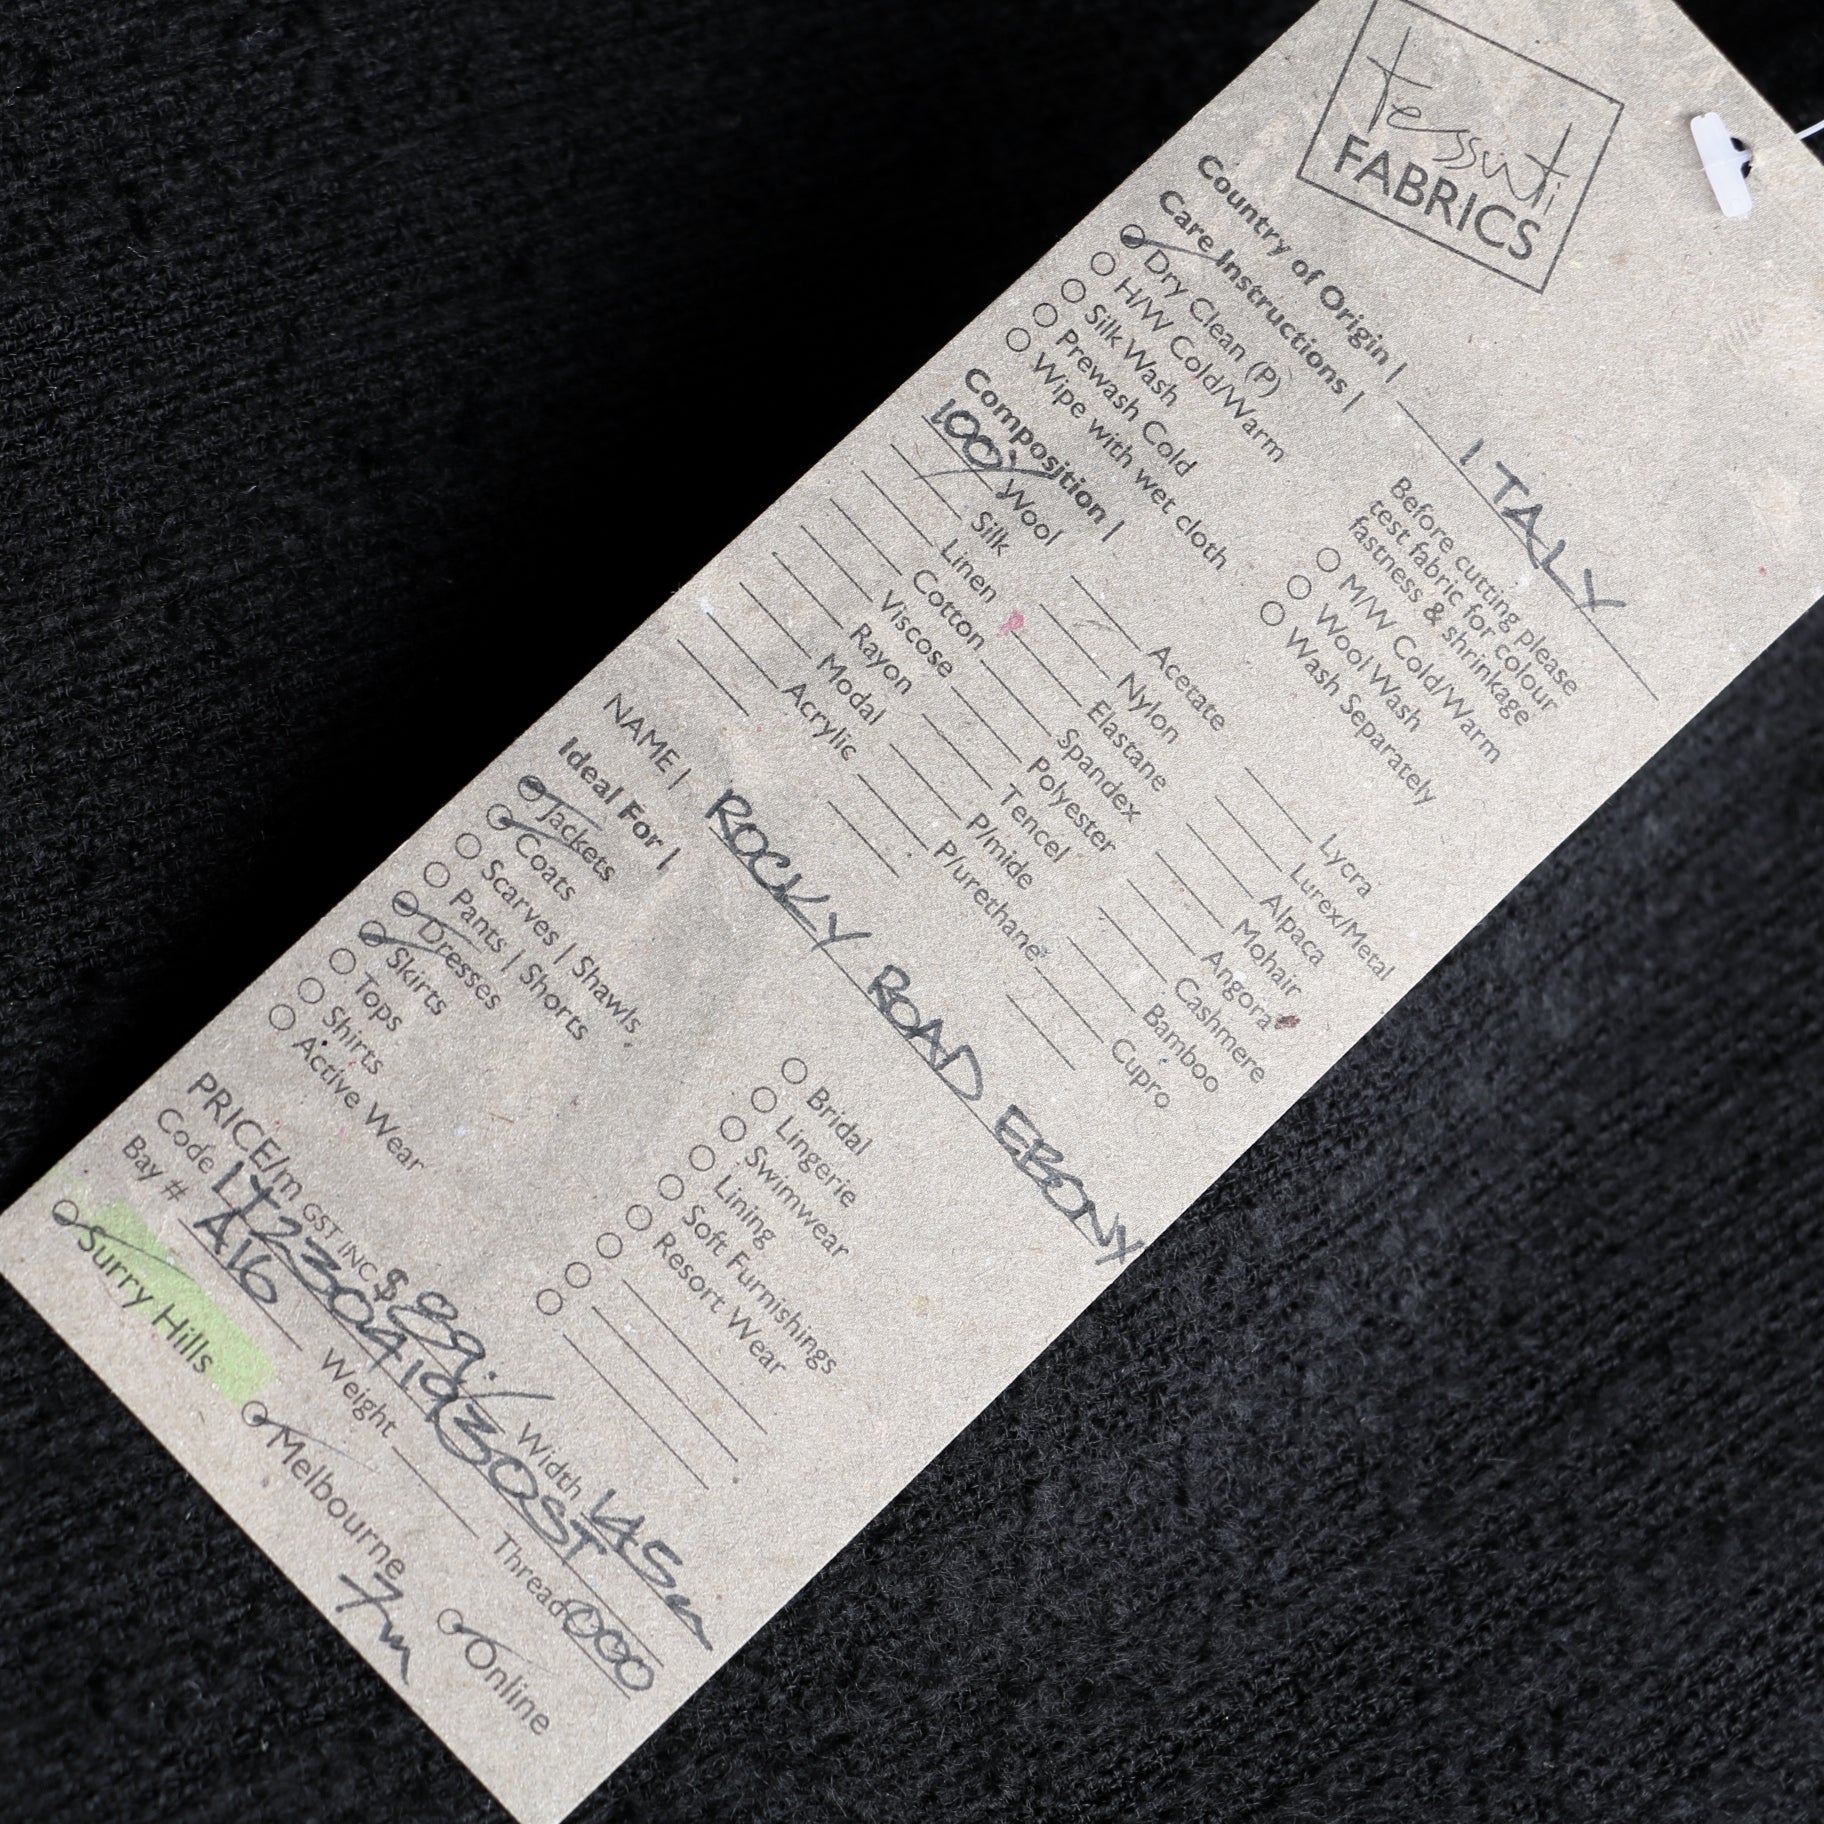 tessuti
FABRICS
Country of Origin | ITALY
Care Instructions |
Before cutting please
test fabric for colour
fastness & shrinkage
Dry Clean (P)
H/W Cold/Warm
Silk Wash
Prewash Cold
Wipe with wet cloth
M/W Cold/Warm
Wool Wash
Wash Separately
Composition |
100% Wool
Silk
Linen
Cotton
Viscose
Rayon
Modal
Acrylic
Acetate
Nylon
Elastane
Spandex
Polyester
Tencel
P/mide
P/urethane
Lycra
Lurex/Metal
Alpaca
Mohair
Angora
Cashmere
Bamboo
Cupro
NAME | ROCKY ROAD EBONY
Ideal For |
Jackets
Coats
Scarves | Shawls
Pants | Shorts
Dresses
Skirts
Tops
Shirts
Active Wear
Bridal
Lingerie
Swimwear
Lining
Soft Furnishings
Resort Wear
PRICE/m GST INC $ 89.- Width 145cm
Code Thread 000
Bay # A16 Weight
Surry Hills Melbourne Online
7m